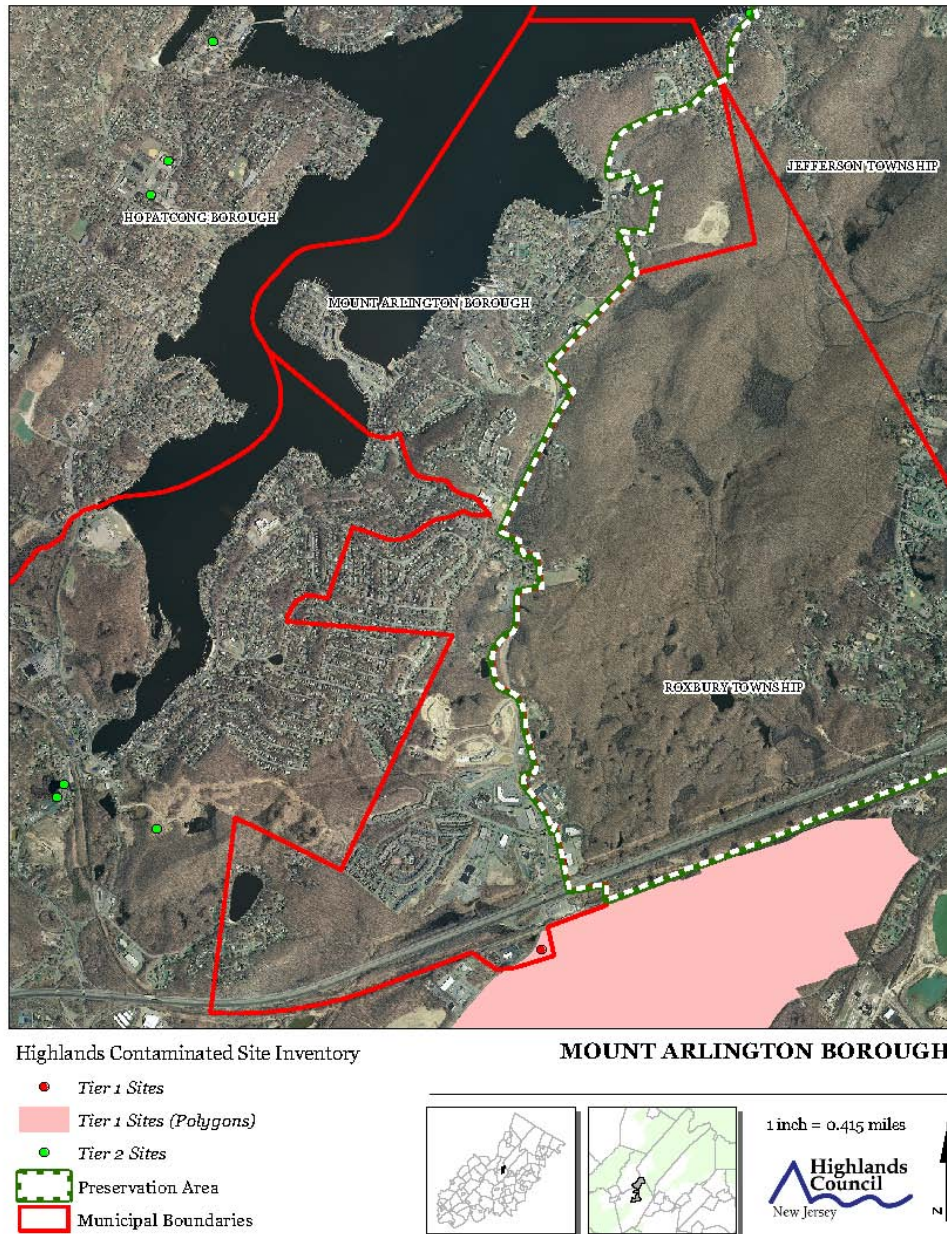 JEFFERSON TOWNSHIP
HOPATCONG BOROUGH
MOUNT ARLINGTON BOROUGH
ROXBURY TOWNSHIP
Highlands Contaminated Site Inventory
Tier 1 Sites
Tier 1 Sites (Polygons)
Tier 2 Sites
Preservation Area
Municipal Boundaries
MOUNT ARLINGTON BOROUGH
1 inch = 0.415 miles
Highlands
Council
New Jersey
N